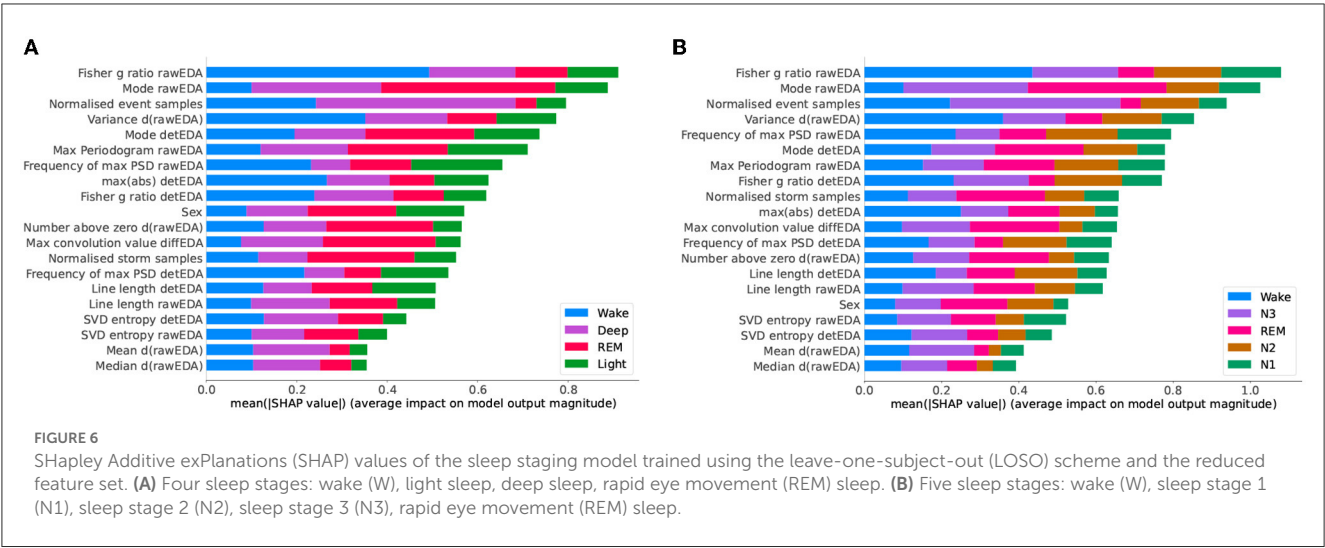 A
Fisher g ratio rawEDA
Mode rawEDA
Normalised event samples
Variance d(rawEDA)
Mode detEDA
Max Periodogram rawEDA
Frequency of max PSD rawEDA
max(abs) detEDA
Fisher g ratio detEDA
Sex
Number above zero d(rawEDA)
Max convolution value diffEDA
Normalised storm samples
Frequency of max PSD detEDA
Line length detEDA
Line length rawEDA
SVD entropy detEDA
SVD entropy rawEDA
Mean d(rawEDA)
Median d(rawEDA)
Wake
Deep
REM
Light
0.0 0.2 0.4 0.6 0.8
mean(|SHAP value|) (average impact on model output magnitude)
B
Fisher g ratio rawEDA
Mode rawEDA
Normalised event samples
Variance d(rawEDA)
Frequency of max PSD rawEDA
Mode detEDA
Max Periodogram rawEDA
Fisher g ratio detEDA
Normalised storm samples
max(abs) detEDA
Max convolution value diffEDA
Frequency of max PSD detEDA
Number above zero d(rawEDA)
Line length detEDA
Line length rawEDA
Sex
SVD entropy rawEDA
SVD entropy detEDA
Mean d(rawEDA)
Median d(rawEDA)
Wake
N3
REM
N2
N1
0.0 0.2 0.4 0.6 0.8 1.0
mean(|SHAP value|) (average impact on model output magnitude)
FIGURE 6
SHapley Additive exPlanations (SHAP) values of the sleep staging model trained using the leave-one-subject-out (LOSO) scheme and the reduced
feature set. (A) Four sleep stages: wake (W), light sleep, deep sleep, rapid eye movement (REM) sleep. (B) Five sleep stages: wake (W), sleep stage 1
(N1), sleep stage 2 (N2), sleep stage 3 (N3), rapid eye movement (REM) sleep.